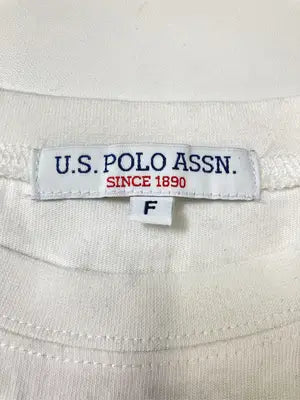 U.S. POLO ASSN.
SINCE 1890
F